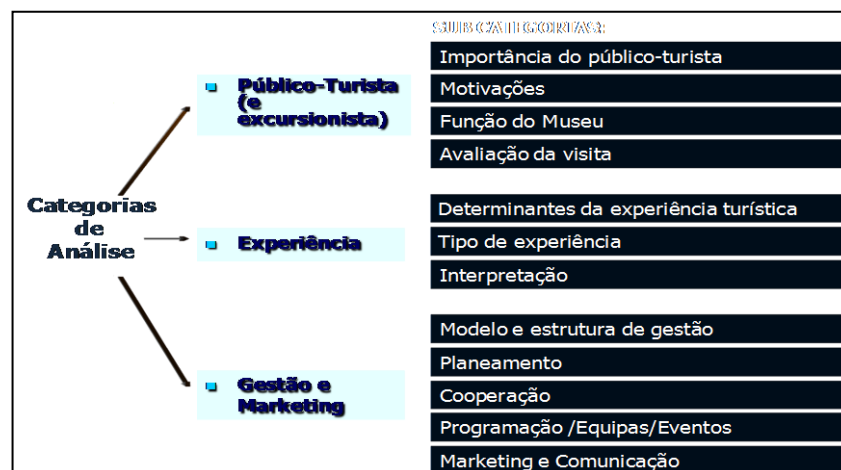 SUBCATEGORIAS:
Importância do público-turista
Público-Turista
(e
excursionista)
Motivações
Função do Museu
Avaliação da visita
Categorias
de
Análise
Determinantes da experiência turística
Experiência
Tipo de experiência
Interpretação
Modelo e estrutura de gestão
Planeamento
Gestão e
Marketing
Cooperação
Programação /Equipas/Eventos
Marketing e Comunicação